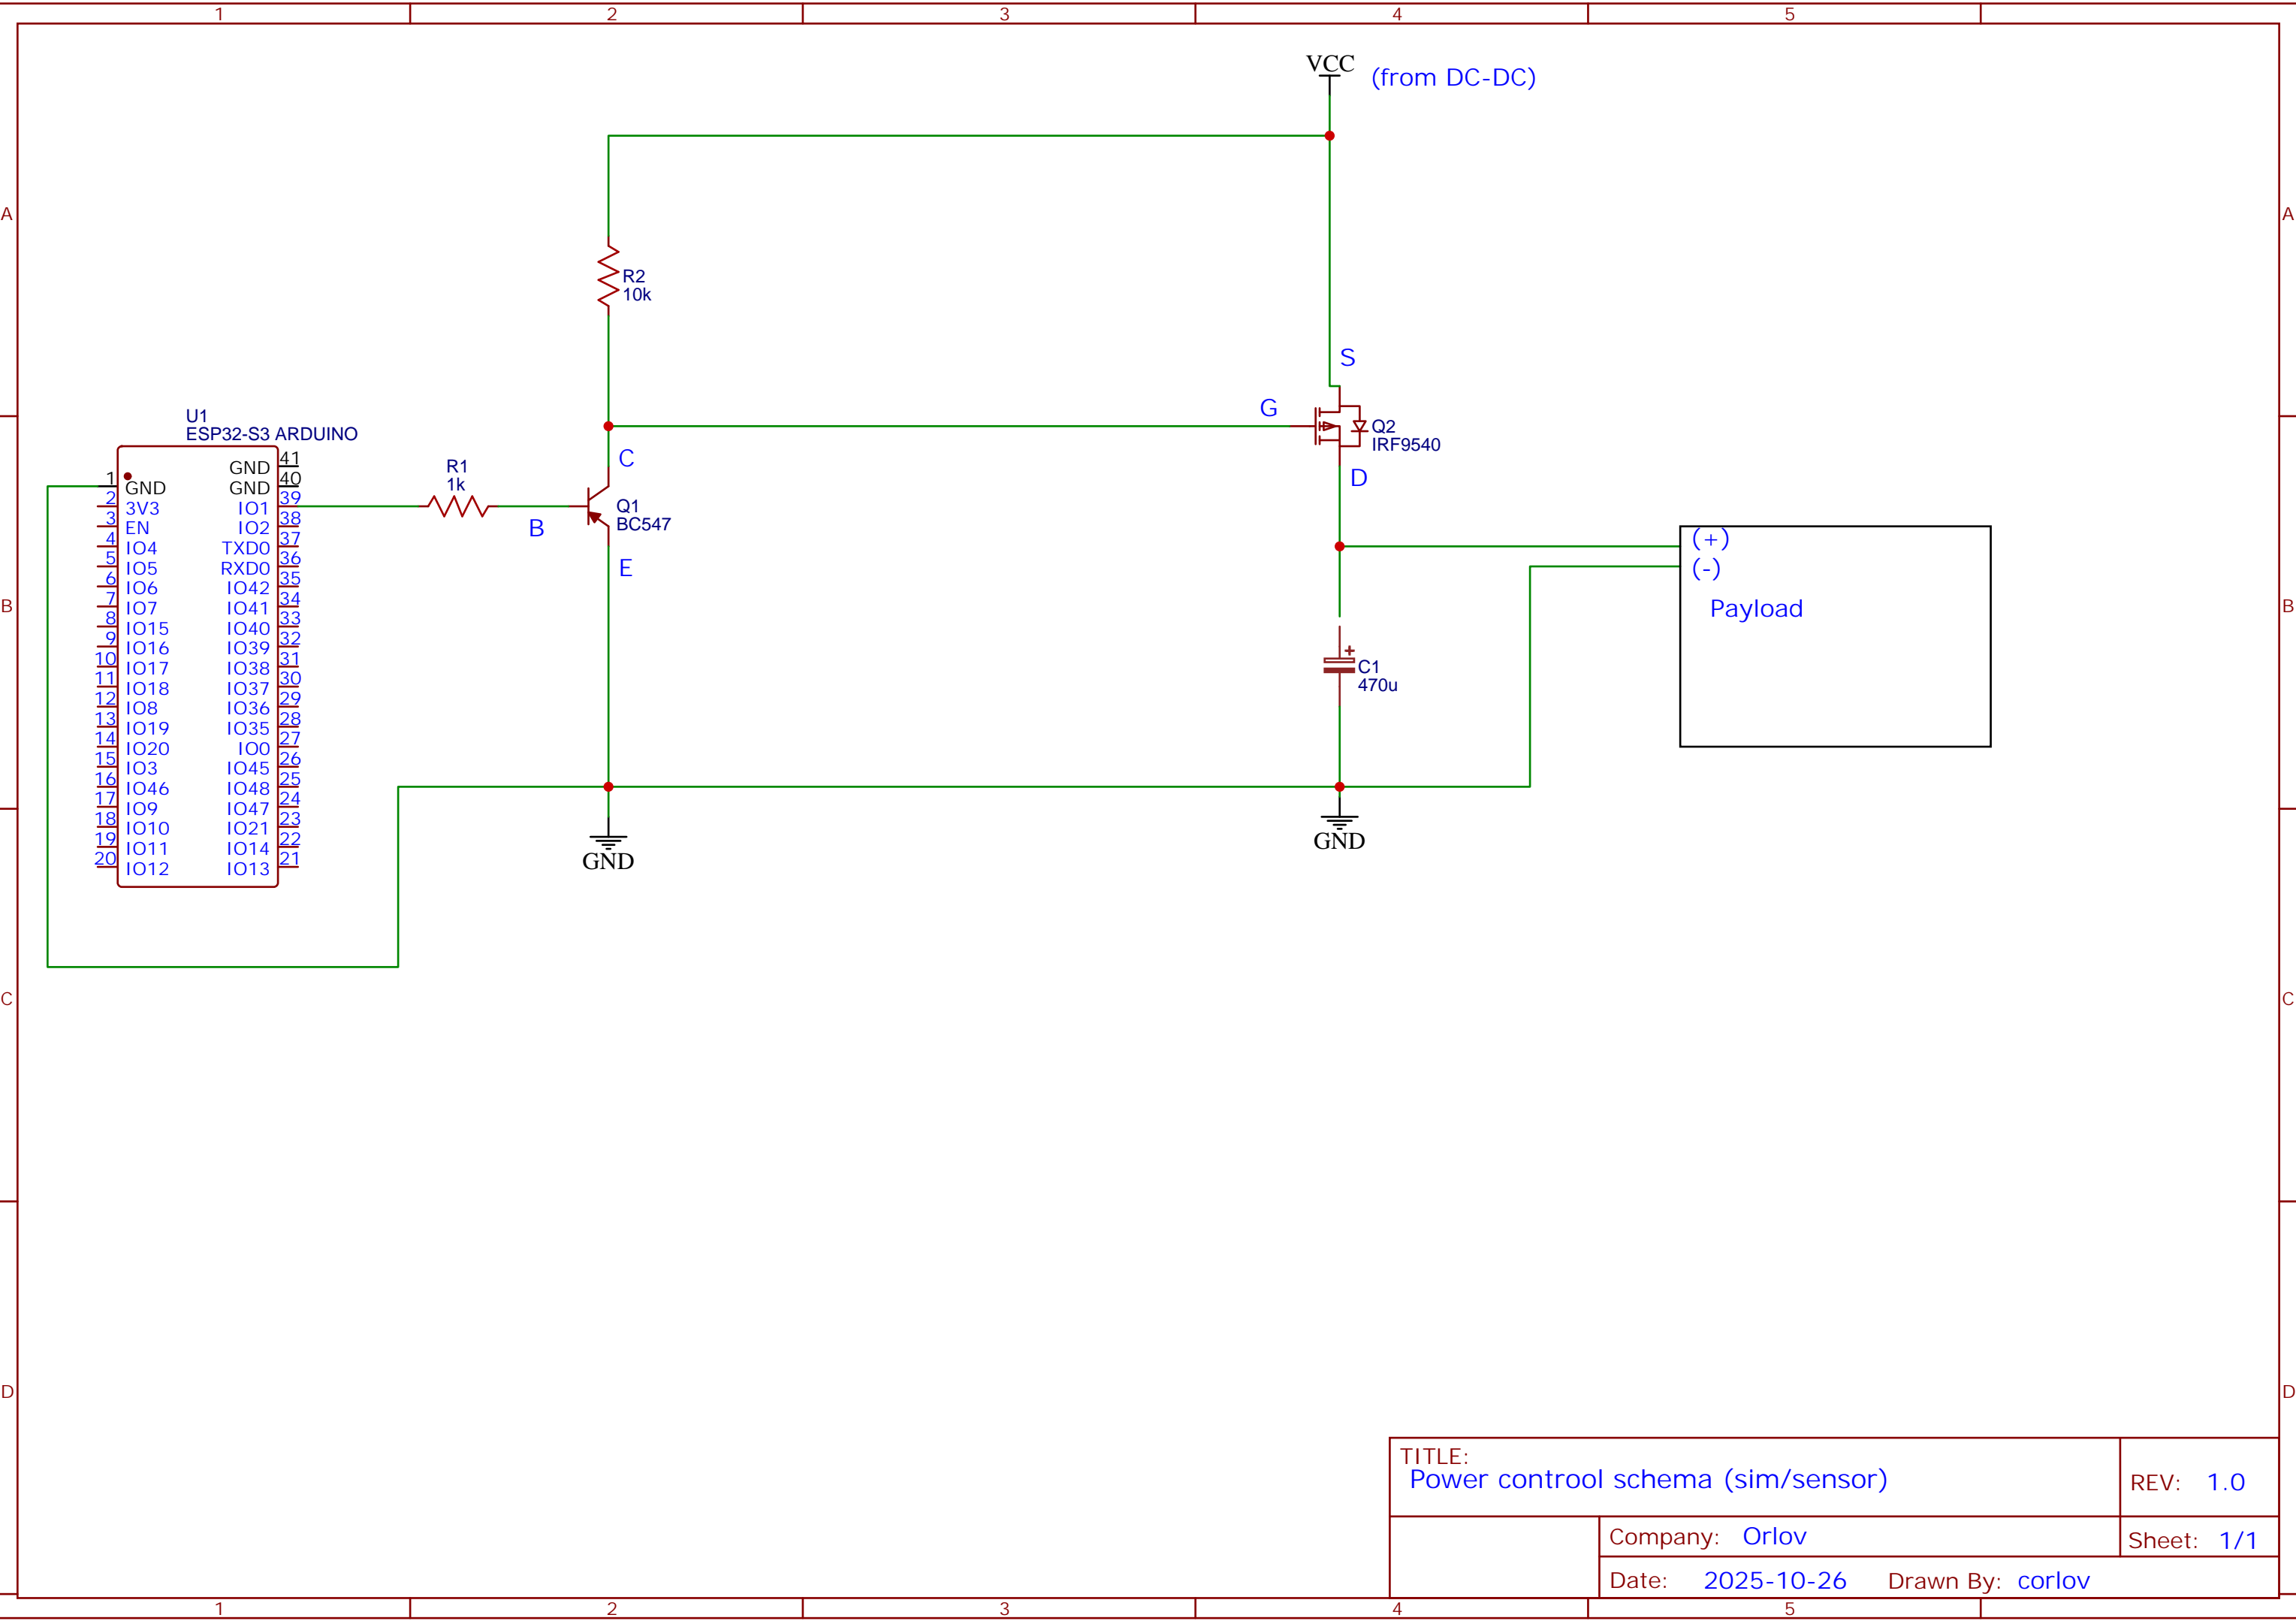 1 2 3 4 5
VCC
(from DC-DC)
A
A
R2
10k
S
G
Q2
IRF9540
D
U1
ESP32-S3 ARDUINO
C
R1
1k
B
Q1
BC547
E
1 GND
2 3V3
3 EN
4 IO4
5 IO5
6 IO6
7 IO7
8 IO15
9 IO16
10 IO17
11 IO18
12 IO8
13 IO19
14 IO20
15 IO3
16 IO46
17 IO9
18 IO10
19 IO11
20 IO12
GND 41
GND 40
IO1 39
IO2 38
TXD0 37
RXD0 36
IO42 35
IO41 34
IO40 33
IO39 32
IO38 31
IO37 30
IO36 29
IO35 28
IO0 27
IO45 26
IO48 25
IO47 24
IO21 23
IO14 22
IO13 21
(+)
(-)
Payload
B
B
+
C1
470u
GND
GND
C
C
D
D
TITLE:
Power controol schema (sim/sensor)
REV: 1.0
Company: Orlov
Sheet: 1/1
Date: 2025-10-26 Drawn By: corlov
1 2 3 4 5